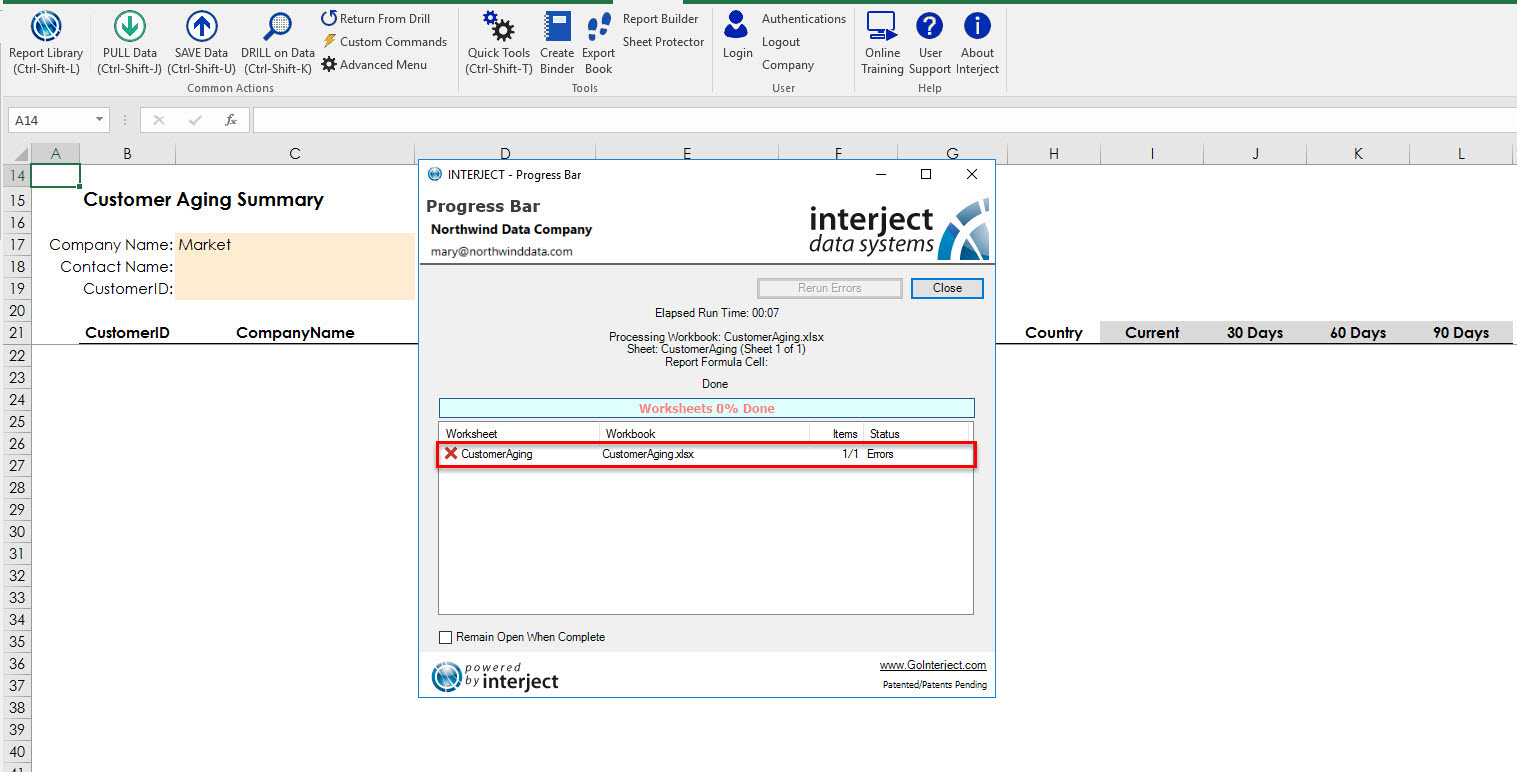 Report Library
(Ctrl-Shift-L)
PULL Data
(Ctrl-Shift-J)
SAVE Data
(Ctrl-Shift-U)
DRILL on Data
(Ctrl-Shift-K)
Return From Drill
Custom Commands
Advanced Menu
Common Actions
Quick Tools
(Ctrl-Shift-T)
Create
Binder
Export
Book
Report Builder
Sheet Protector
Tools
Login
Authentications
Logout
Company
User
Online
Training
User
Support
About
Interject
Help
A14
fx
A B C D E F G H I J K L
14
15 Customer Aging Summary
16
17 Company Name: Market
18 Contact Name:
19 CustomerID:
20
21 CustomerID CompanyName Country Current 30 Days 60 Days 90 Days
22
23
24
25
26
27
28
29
30
31
32
33
34
35
36
37
38
39
40
INTERJECT - Progress Bar
Progress Bar
Northwind Data Company
mary@northwinddata.com
interject
data systems
Rerun Errors
Close
Elapsed Run Time: 00:07
Processing Workbook: CustomerAging.xlsx
Sheet: CustomerAging (Sheet 1 of 1)
Report Formula Cell:
Done
Worksheets 0% Done
Worksheet Workbook Items Status
CustomerAging CustomerAging.xlsx 1/1 Errors
Remain Open When Complete
powered
by interject
www.GoInterject.com
Patented/Patents Pending